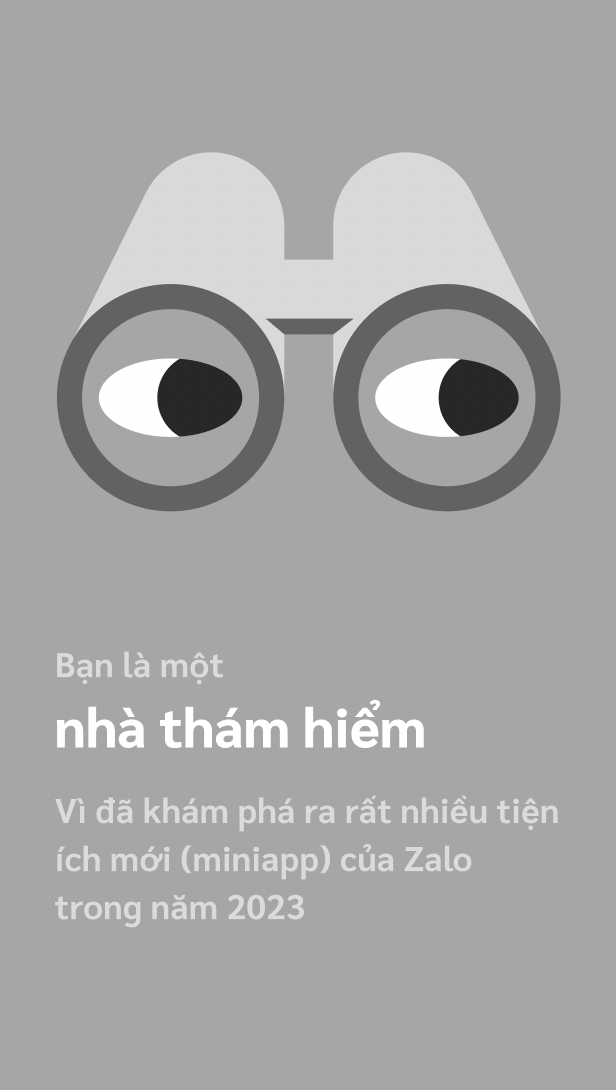 Bạn là một
nhà thám hiểm
Vì đã khám phá ra rất nhiều tiện
ích mới (miniapp) của Zalo
trong năm 2023